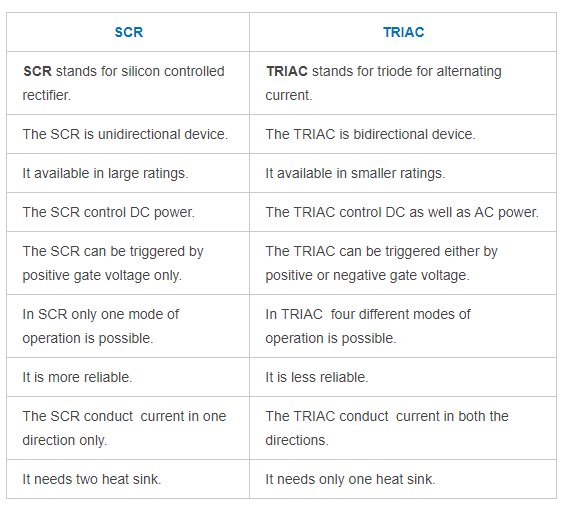 SCR
TRIAC
SCR stands for silicon controlled
rectifier.
TRIAC stands for triode for alternating
current.
The SCR is unidirectional device.
The TRIAC is bidirectional device.
It available in large ratings.
It available in smaller ratings.
The SCR control DC power.
The TRIAC control DC as well as AC power.
The SCR can be triggered by
positive gate voltage only.
The TRIAC can be triggered either by
positive or negative gate voltage.
In SCR only one mode of
operation is possible.
In TRIAC  four different modes of
operation is possible.
It is more reliable.
It is less reliable.
The SCR conduct  current in one
direction only.
The TRIAC conduct  current in both the
directions.
It needs two heat sink.
It needs only one heat sink.